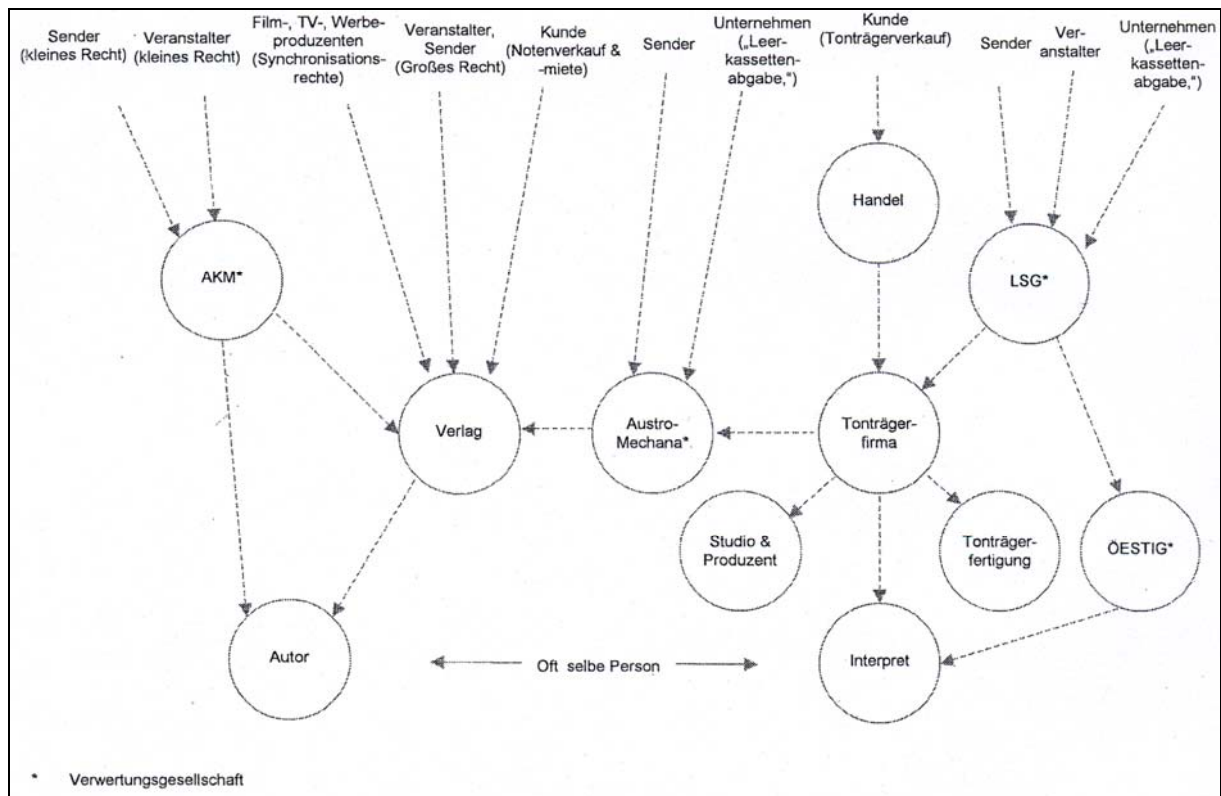 Sender
(kleines Recht)
Veranstalter
(kleines Recht)
Film-, TV-, Werbe-
produzenten
(Synchronisations-
rechte)
Veranstalter,
Sender
(Großes Recht)
Kunde
(Notenverkauf &
-miete)
Sender
Unternehmen
(„Leer-
kassetten-
abgabe,“)
Kunde
(Tonträgerverkauf)
Sender
Ver-
anstalter
Unternehmen
(„Leer-
kassetten-
abgabe,“)
Handel
AKM*
LSG*
Verlag
Austro-
Mechana*
Tonträger-
firma
Studio &
Produzent
Tonträger-
fertigung
ÖESTIG*
Autor
Oft selbe Person
Interpret
* Verwertungsgesellschaft